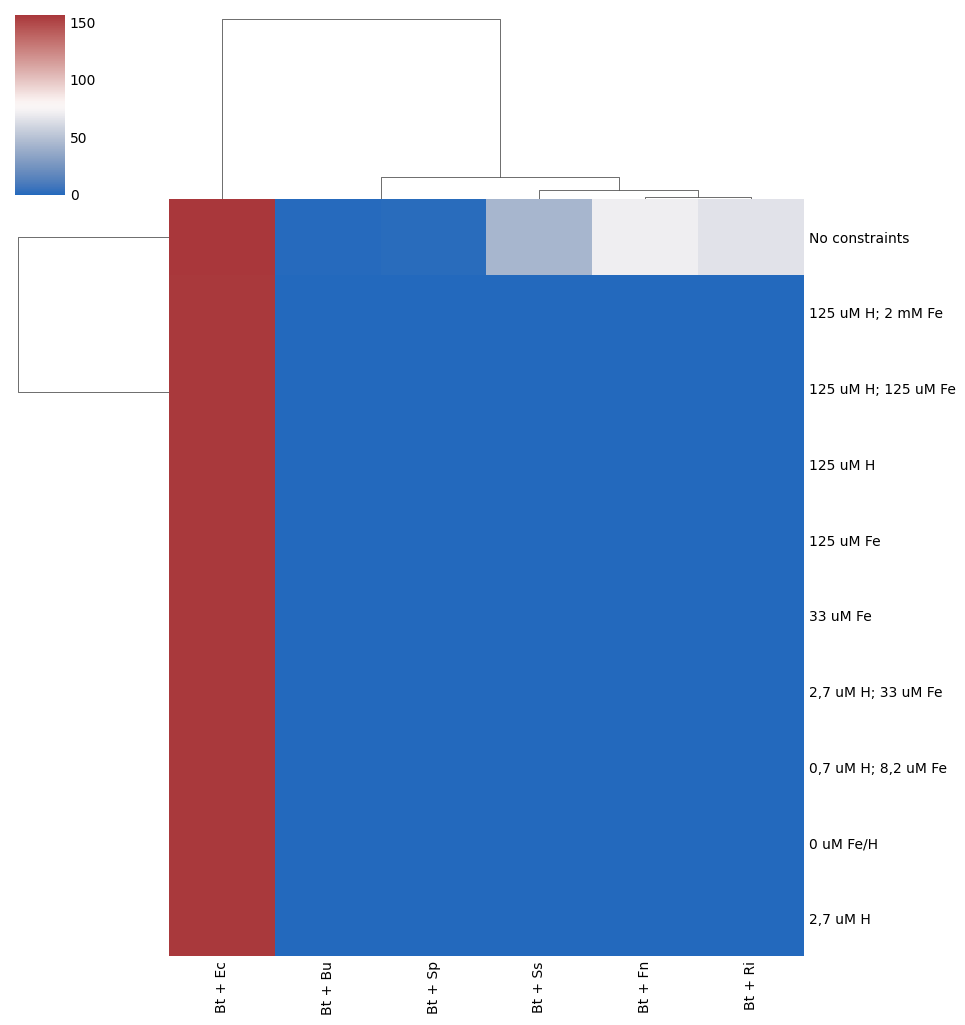 150
100
50
0
No constraints
125 uM H; 2 mM Fe
125 uM H; 125 uM Fe
125 uM H
125 uM Fe
33 uM Fe
2,7 uM H; 33 uM Fe
0,7 uM H; 8,2 uM Fe
0 uM Fe/H
2,7 uM H
Bt + Ec
Bt + Bu
Bt + Sp
Bt + Ss
Bt + Fn
Bt + Ri